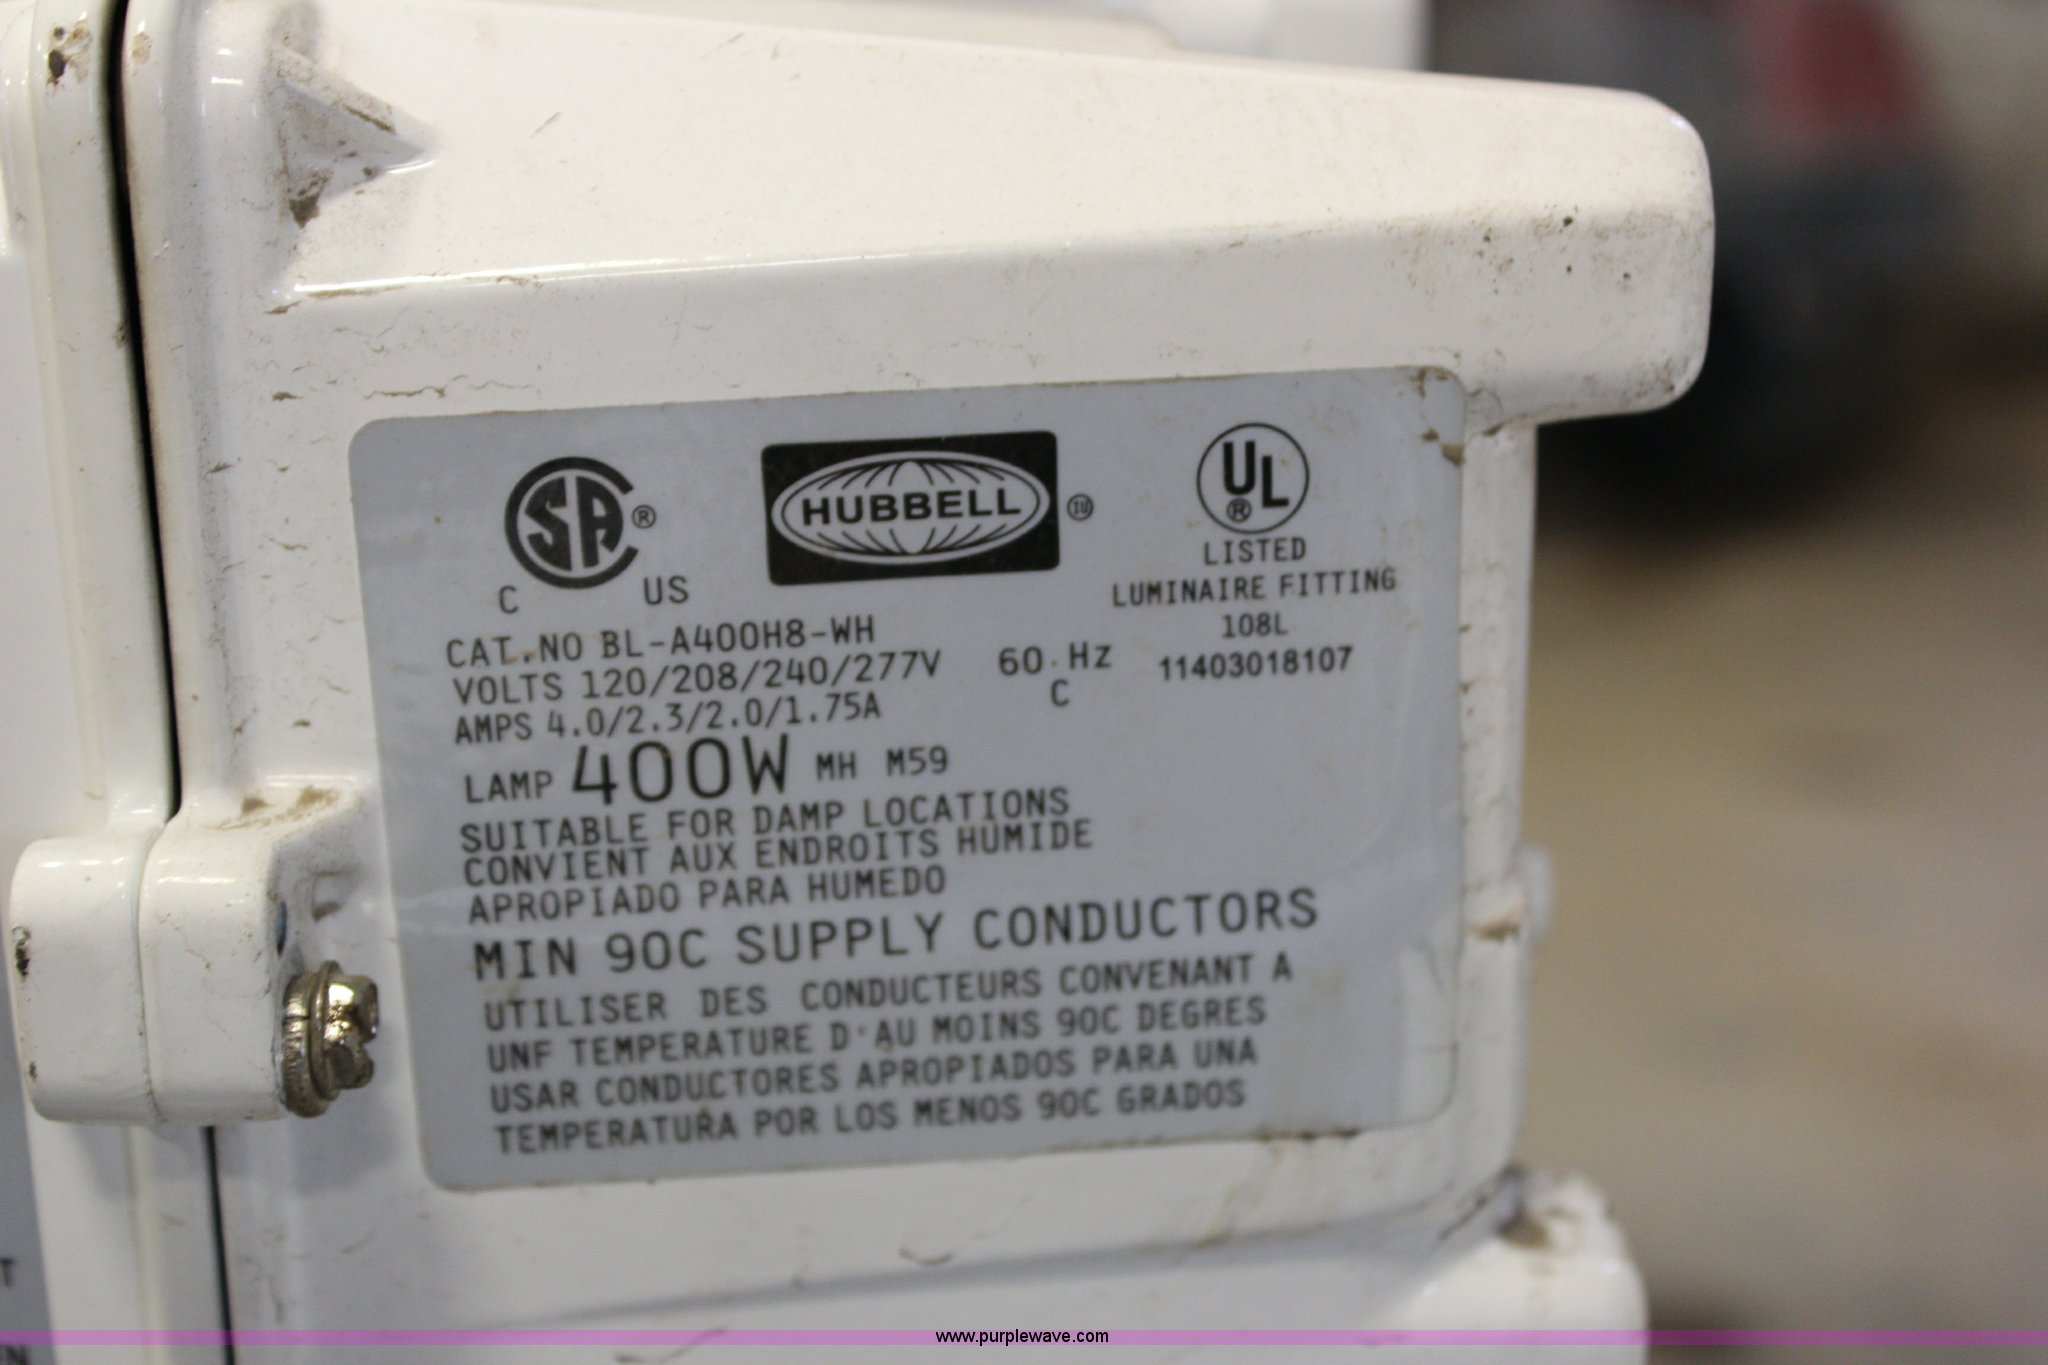 CSA ®
C US
HUBBELL ®
UL ®
LISTED
LUMINAIRE FITTING
108L
11403018107
CAT.NO BL-A400H8-WH
VOLTS 120/208/240/277V 60 Hz
AMPS 4.0/2.3/2.0/1.75A C
LAMP 400W MH M59
SUITABLE FOR DAMP LOCATIONS
CONVIENT AUX ENDROITS HUMIDE
APROPIADO PARA HUMEDO
MIN 90C SUPPLY CONDUCTORS
UTILISER DES CONDUCTEURS CONVENANT A
UNF TEMPERATURE D'AU MOINS 90C DEGRES
USAR CONDUCTORES APROPIADOS PARA UNA
TEMPERATURA POR LOS MENOS 90C GRADOS
T
EN
www.purplewave.com